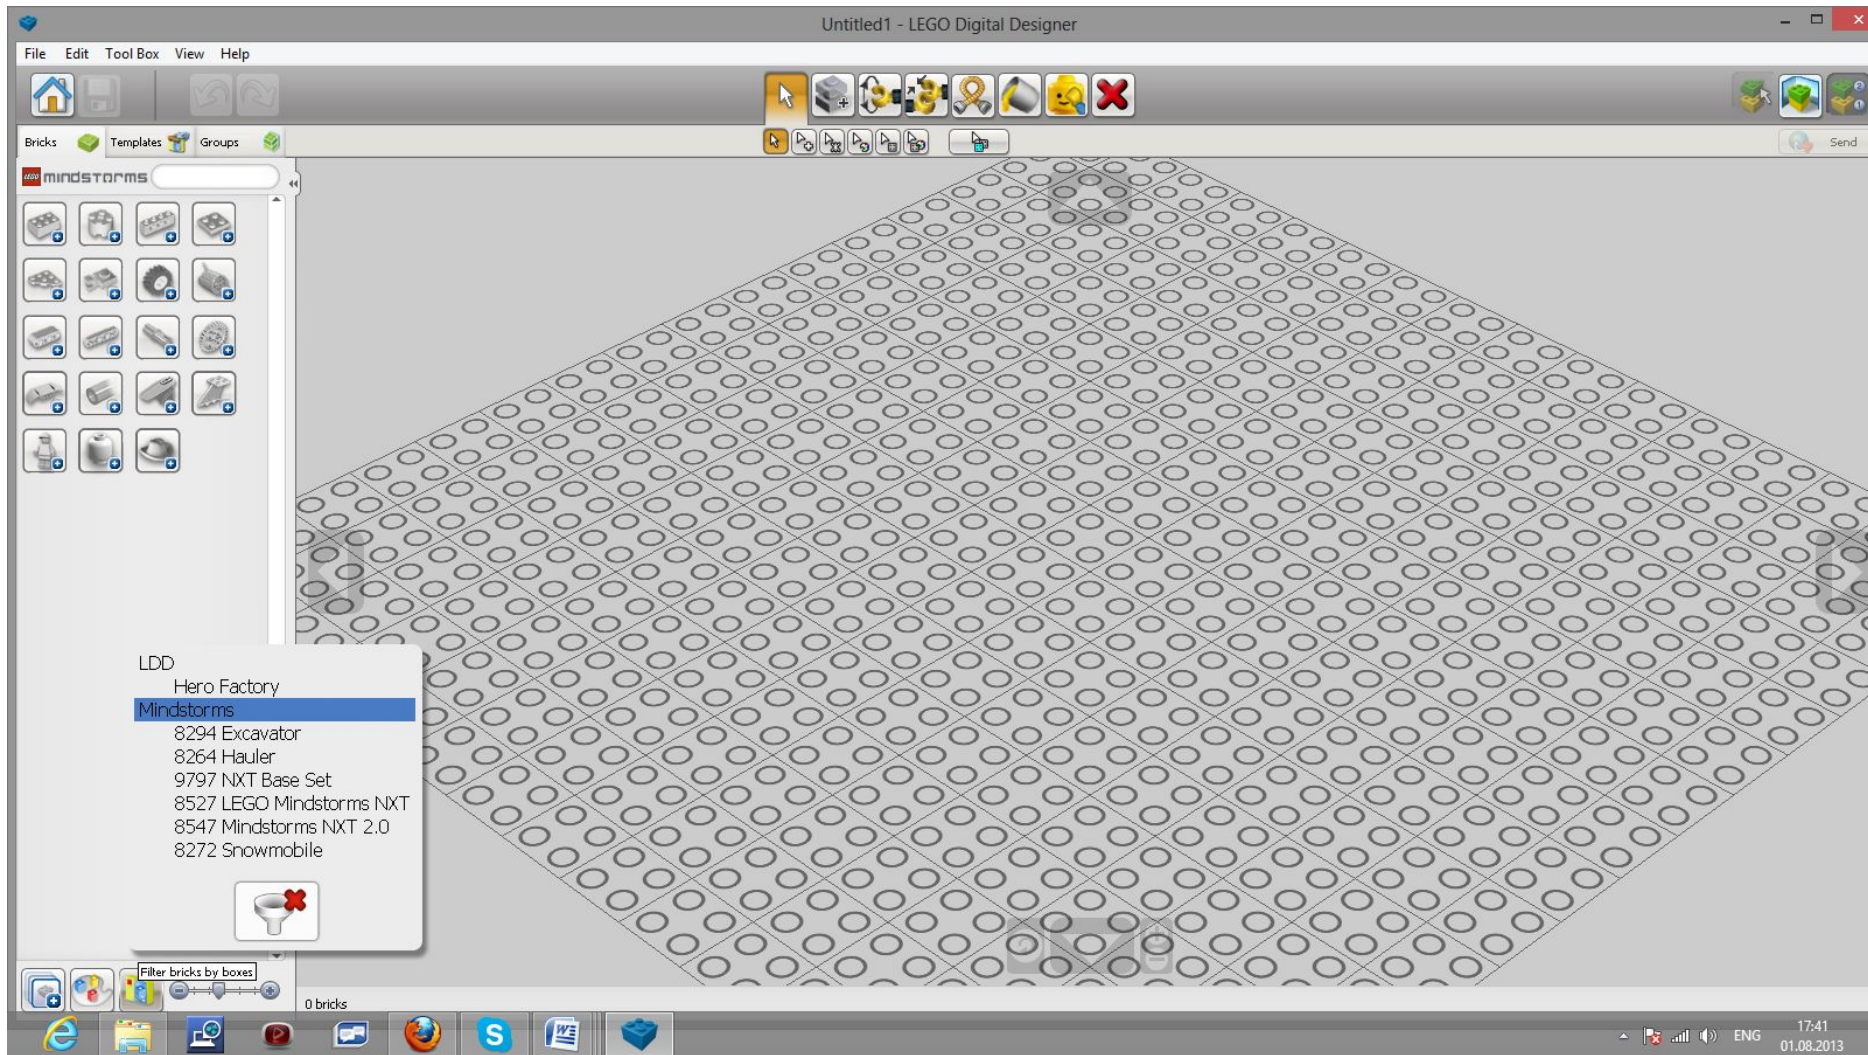 Untitled1 - LEGO Digital Designer
File Edit Tool Box View Help
Bricks Templates Groups
Send
LEGO mindstorms
LDD
Hero Factory
Mindstorms
8294 Excavator
8264 Hauler
9797 NXT Base Set
8527 LEGO Mindstorms NXT
8547 Mindstorms NXT 2.0
8272 Snowmobile
Filter bricks by boxes
0 bricks
ENG
17:41
01.08.2013